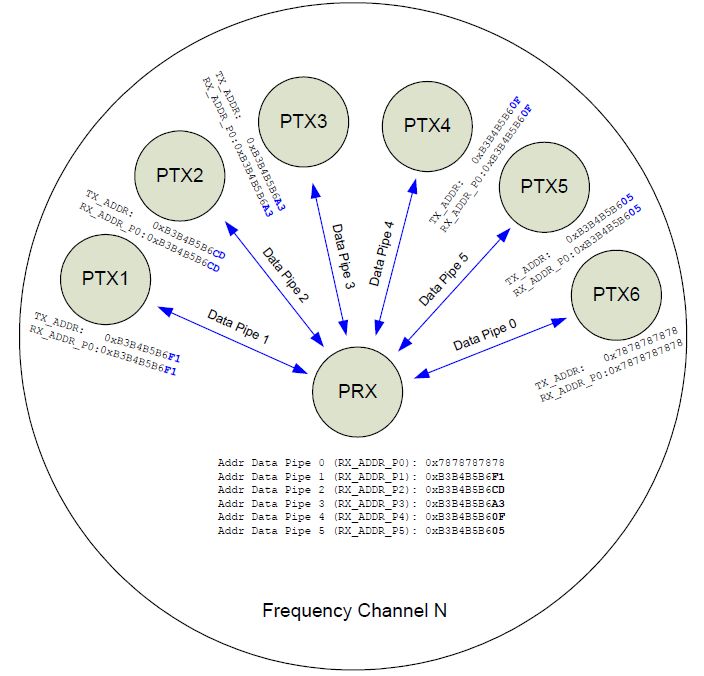 PTX3
TX_ADDR: 0xB3B4B5B6A3
RX_ADDR_P0:0xB3B4B5B6A3
PTX4
TX_ADDR: 0xB3B4B5B60F
RX_ADDR_P0:0xB3B4B5B60F
PTX2
TX_ADDR: 0xB3B4B5B6CD
RX_ADDR_P0:0xB3B4B5B6CD
PTX5
TX_ADDR: 0xB3B4B5B605
RX_ADDR_P0:0xB3B4B5B605
PTX1
TX_ADDR: 0xB3B4B5B6F1
RX_ADDR_P0:0xB3B4B5B6F1
PTX6
TX_ADDR: 0x7878787878
RX_ADDR_P0:0x7878787878
Data Pipe 1
Data Pipe 2
Data Pipe 3
Data Pipe 4
Data Pipe 5
Data Pipe 0
PRX
Addr Data Pipe 0 (RX_ADDR_P0): 0x7878787878
Addr Data Pipe 1 (RX_ADDR_P1): 0xB3B4B5B6F1
Addr Data Pipe 2 (RX_ADDR_P2): 0xB3B4B5B6CD
Addr Data Pipe 3 (RX_ADDR_P3): 0xB3B4B5B6A3
Addr Data Pipe 4 (RX_ADDR_P4): 0xB3B4B5B60F
Addr Data Pipe 5 (RX_ADDR_P5): 0xB3B4B5B605
Frequency Channel N